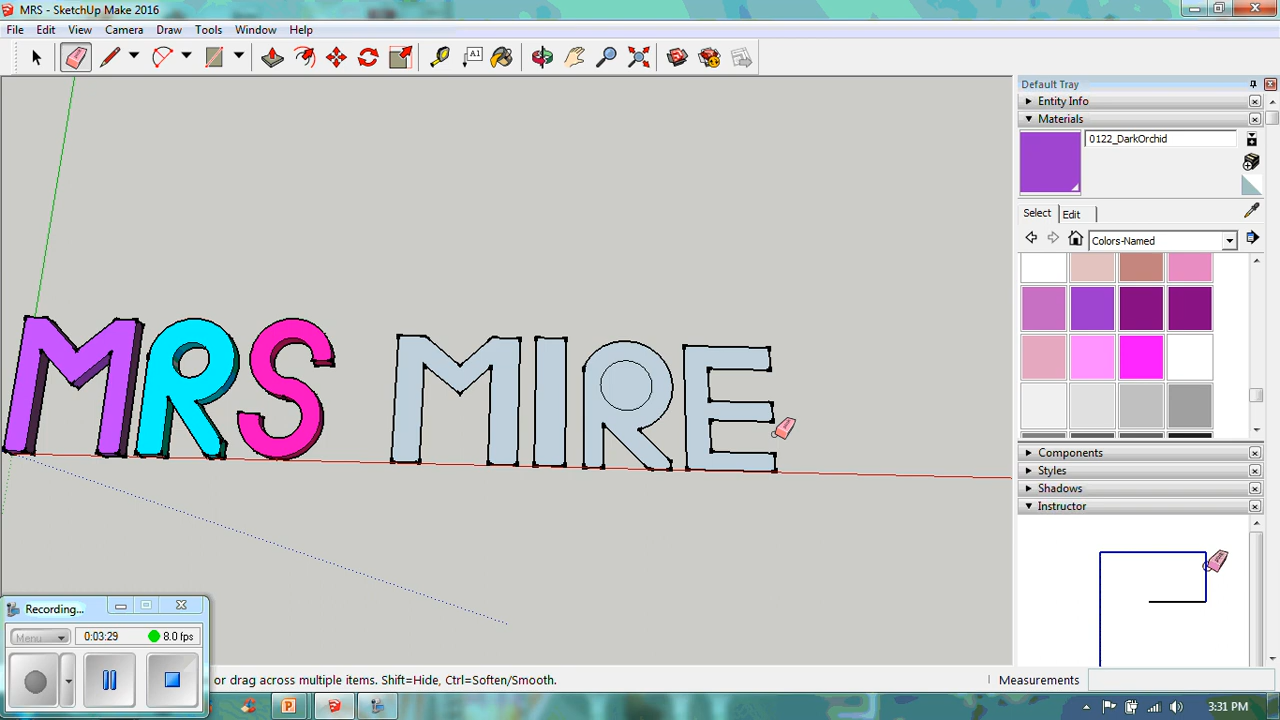 MRS - SketchUp Make 2016
File Edit View Camera Draw Tools Window Help
A1
Default Tray
Entity Info
Materials
0122_DarkOrchid
Select Edit
Colors-Named
MRS MIRE
Components
Styles
Shadows
Instructor
Recording...
Menu 0:03:29 8.0 fps
or drag across multiple items. Shift=Hide, Ctrl=Soften/Smooth. Measurements
3:31 PM